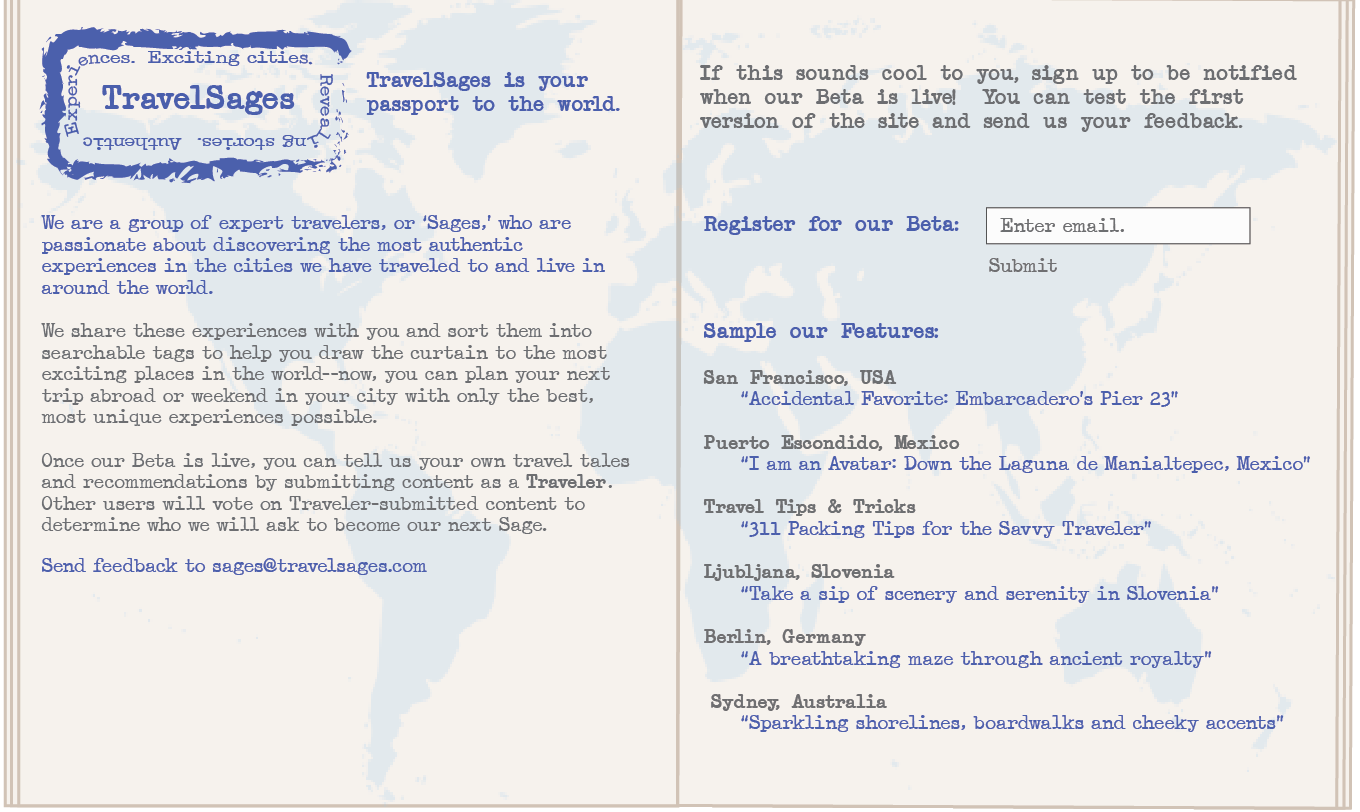 Experiences. Exciting cities.
Revealing stories. Authentic
TravelSages
TravelSages is your
passport to the world.
We are a group of expert travelers, or ‘Sages,’ who are
passionate about discovering the most authentic
experiences in the cities we have traveled to and live in
around the world.
We share these experiences with you and sort them into
searchable tags to help you draw the curtain to the most
exciting places in the world--now, you can plan your next
trip abroad or weekend in your city with only the best,
most unique experiences possible.
Once our Beta is live, you can tell us your own travel tales
and recommendations by submitting content as a Traveler.
Other users will vote on Traveler-submitted content to
determine who we will ask to become our next Sage.
Send feedback to sages@travelsages.com
If this sounds cool to you, sign up to be notified
when our Beta is live!  You can test the first
version of the site and send us your feedback.
Register for our Beta:
Enter email.
Submit
Sample our Features:
San Francisco, USA
“Accidental Favorite: Embarcadero’s Pier 23”
Puerto Escondido, Mexico
“I am an Avatar: Down the Laguna de Manialtepec, Mexico”
Travel Tips & Tricks
“311 Packing Tips for the Savvy Traveler”
Ljubljana, Slovenia
“Take a sip of scenery and serenity in Slovenia”
Berlin, Germany
“A breathtaking maze through ancient royalty”
Sydney, Australia
“Sparkling shorelines, boardwalks and cheeky accents”